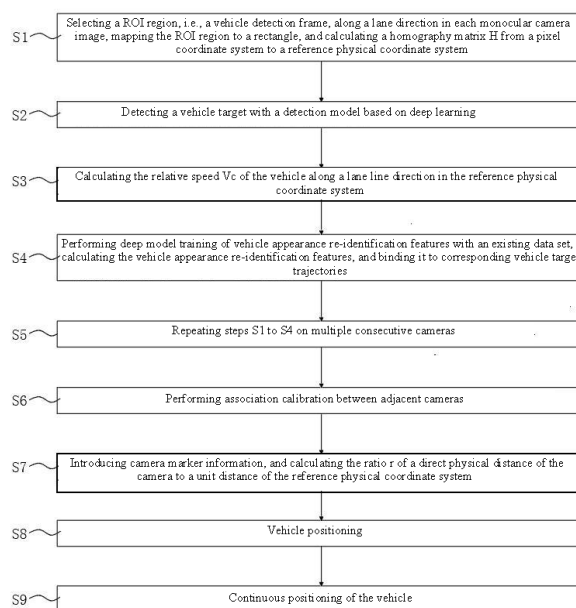 S1
Selecting a ROI region, i.e., a vehicle detection frame, along a lane direction in each monocular camera
image, mapping the ROI region to a rectangle, and calculating a homography matrix H from a pixel
coordinate system to a reference physical coordinate system
S2
Detecting a vehicle target with a detection model based on deep learning
S3
Calculating the relative speed Vc of the vehicle along a lane line direction in the reference physical
coordinate system
S4
Performing deep model training of vehicle appearance re-identification features with an existing data set,
calculating the vehicle appearance re-identification features, and binding it to corresponding vehicle target
trajectories
S5
Repeating steps S1 to S4 on multiple consecutive cameras
S6
Performing association calibration between adjacent cameras
S7
Introducing camera marker information, and calculating the ratio r of a direct physical distance of the
camera to a unit distance of the reference physical coordinate system
S8
Vehicle positioning
S9
Continuous positioning of the vehicle